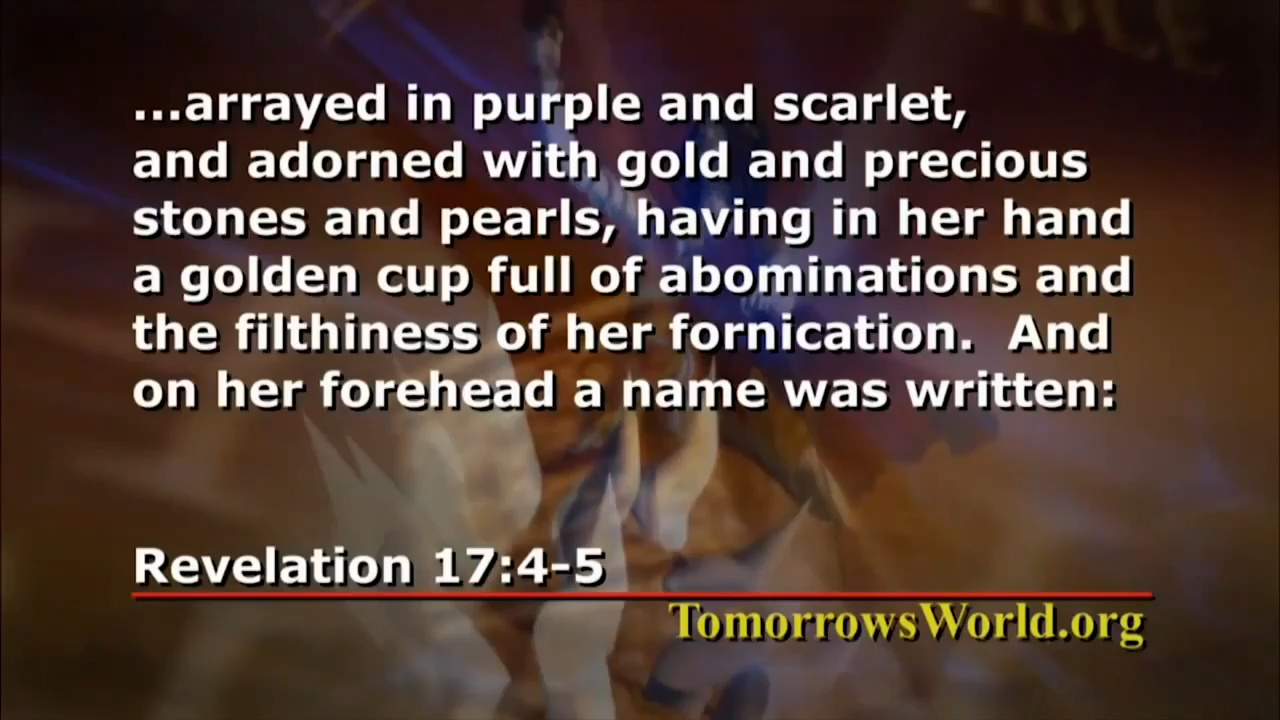 ...arrayed in purple and scarlet,
and adorned with gold and precious
stones and pearls, having in her hand
a golden cup full of abominations and
the filthiness of her fornication.  And
on her forehead a name was written:
Revelation 17:4-5
TomorrowsWorld.org